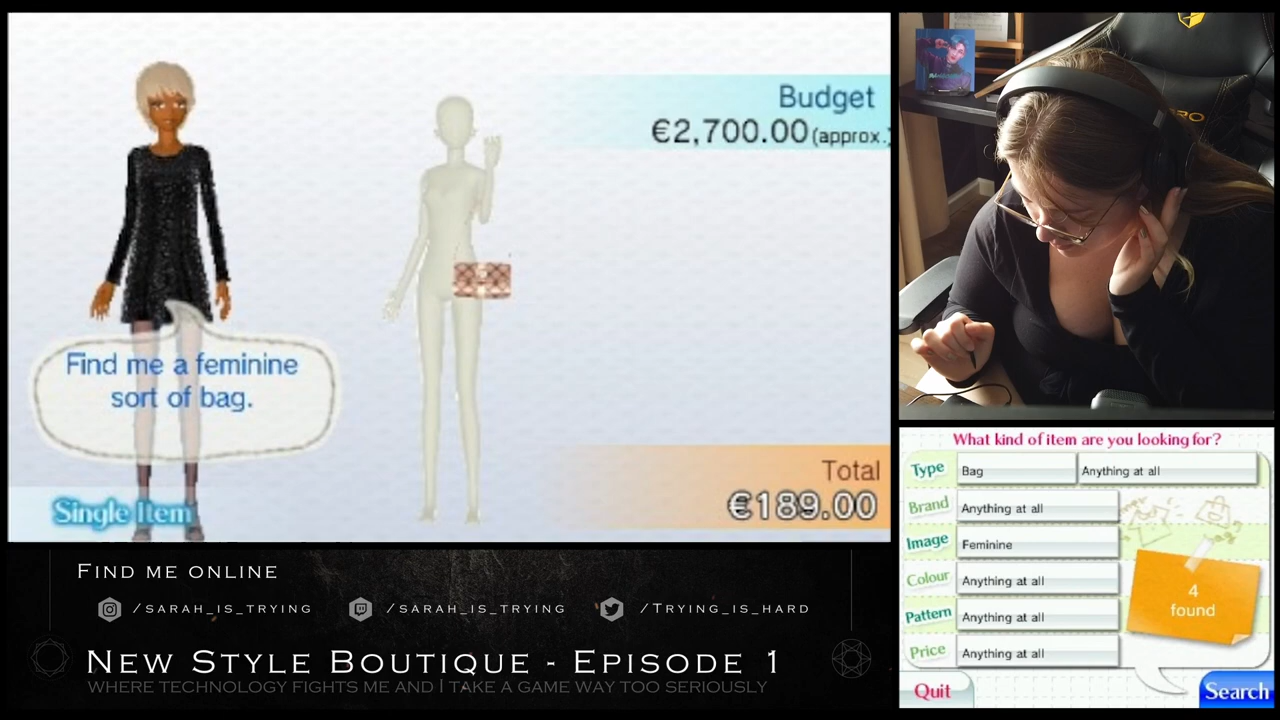 Budget
€2,700.00(approx.)
Find me a feminine
sort of bag.
Single Item
Total
€189.00
PRO
What kind of item are you looking for?
Type Bag Anything at all
Brand Anything at all
Image Feminine
Colour Anything at all
Pattern Anything at all
Price Anything at all
4
found
Quit Search
FIND ME ONLINE
/SARAH_IS_TRYING /SARAH_IS_TRYING /TRYING_IS_HARD
NEW STYLE BOUTIQUE - EPISODE 1
WHERE TECHNOLOGY FIGHTS ME AND I TAKE A GAME WAY TOO SERIOUSLY